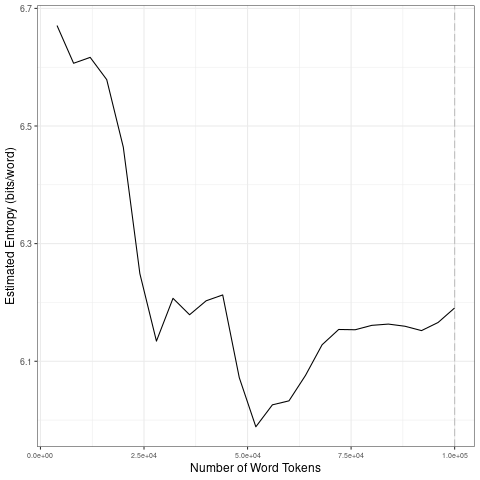 Estimated Entropy (bits/word)
6.7
6.5
6.3
6.1
0.0e+00 2.5e+04 5.0e+04 7.5e+04 1.0e+05
Number of Word Tokens